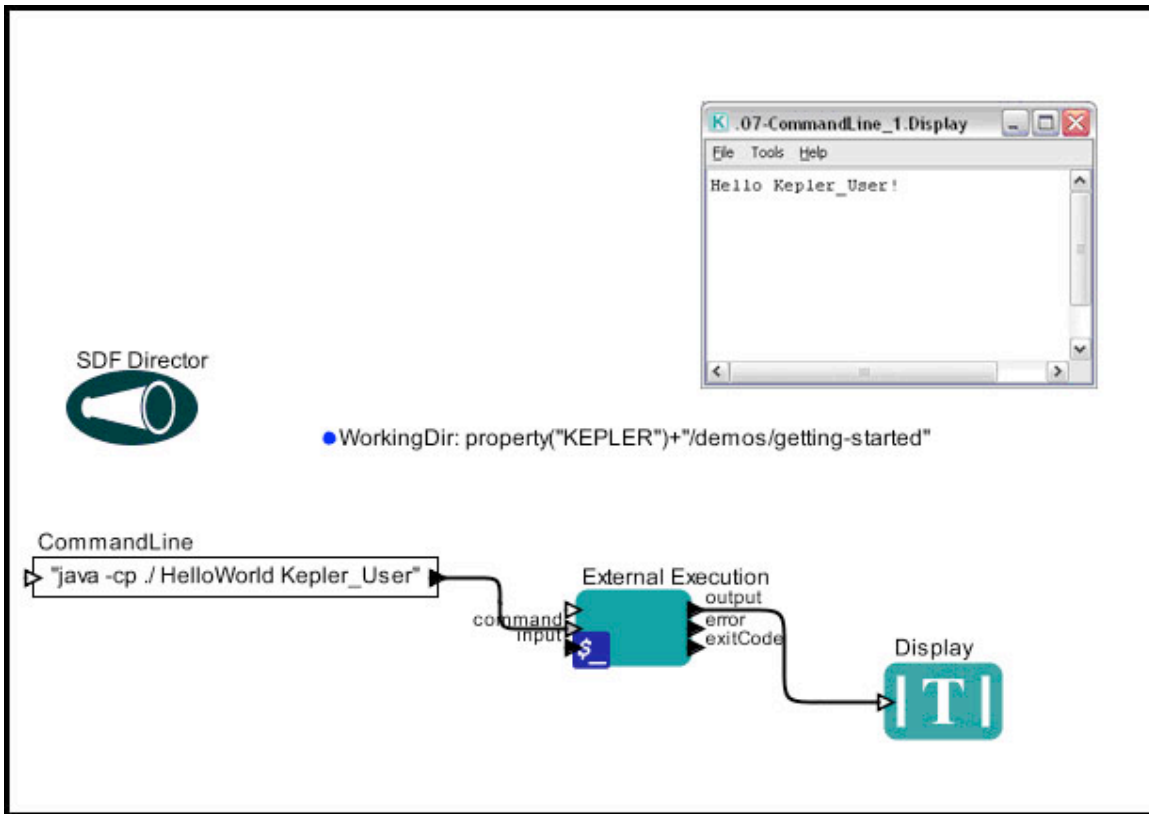 .07-CommandLine_1.Display
File Tools Help
Hello Kepler_User!
SDF Director
WorkingDir: property("KEPLER")+"/demos/getting-started"
CommandLine
"java -cp ./ HelloWorld Kepler_User"
External Execution
command
input
$_
output
error
exitCode
Display
T